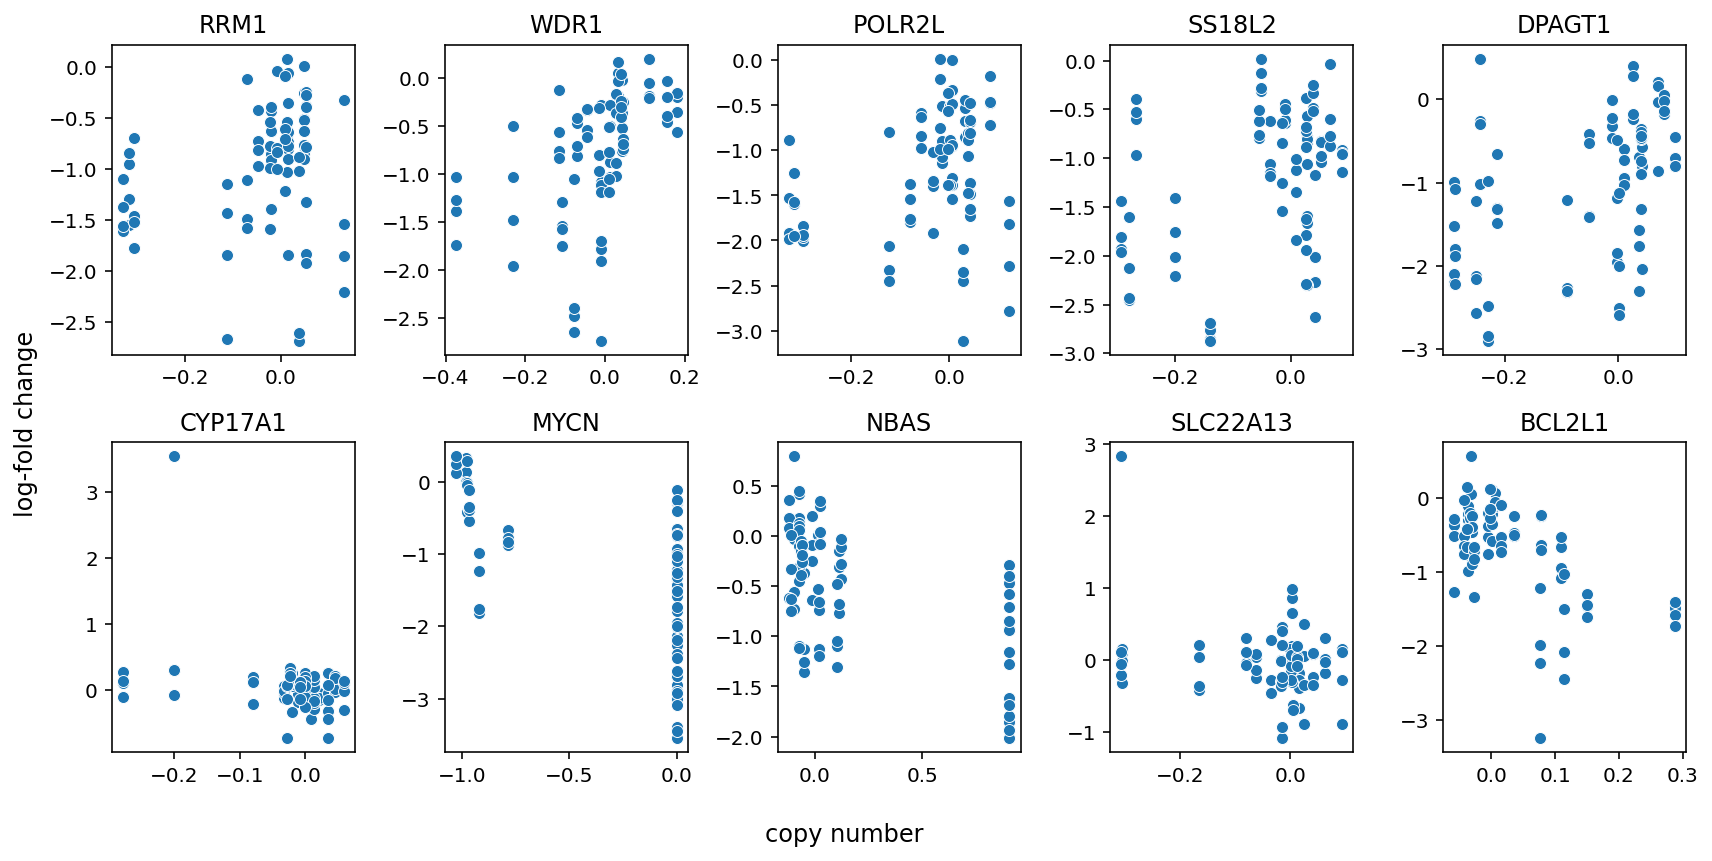 RRM1 WDR1 POLR2L SS18L2 DPAGT1
0.0 −0.5 −1.0 −1.5 −2.0 −2.5
−0.2 0.0
0.0 −0.5 −1.0 −1.5 −2.0 −2.5
−0.4 −0.2 0.0 0.2
0.0 −0.5 −1.0 −1.5 −2.0 −2.5 −3.0
−0.2 0.0
0.0 −0.5 −1.0 −1.5 −2.0 −2.5 −3.0
−0.2 0.0
0 −1 −2 −3
−0.2 0.0
log-fold change
CYP17A1 MYCN NBAS SLC22A13 BCL2L1
3 2 1 0
−0.2 −0.1 0.0
0 −1 −2 −3
−1.0 −0.5 0.0
0.5 0.0 −0.5 −1.0 −1.5 −2.0
0.0 0.5
3 2 1 0 −1
−0.2 0.0
0 −1 −2 −3
0.0 0.1 0.2 0.3
copy number